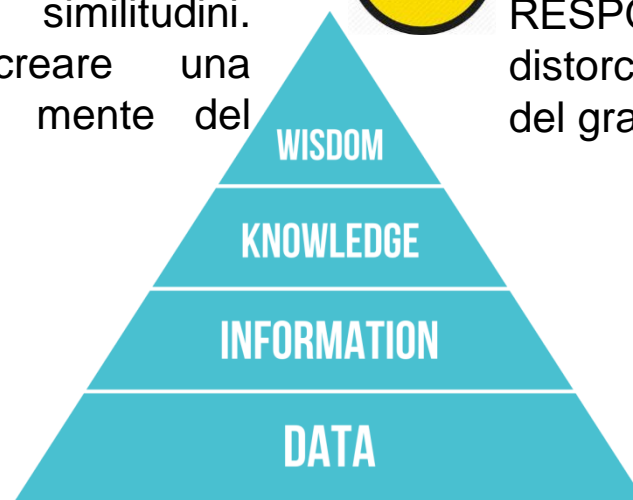 similitudini.
creare una
mente del
RESPO
distorc
del gra
WISDOM
KNOWLEDGE
INFORMATION
DATA